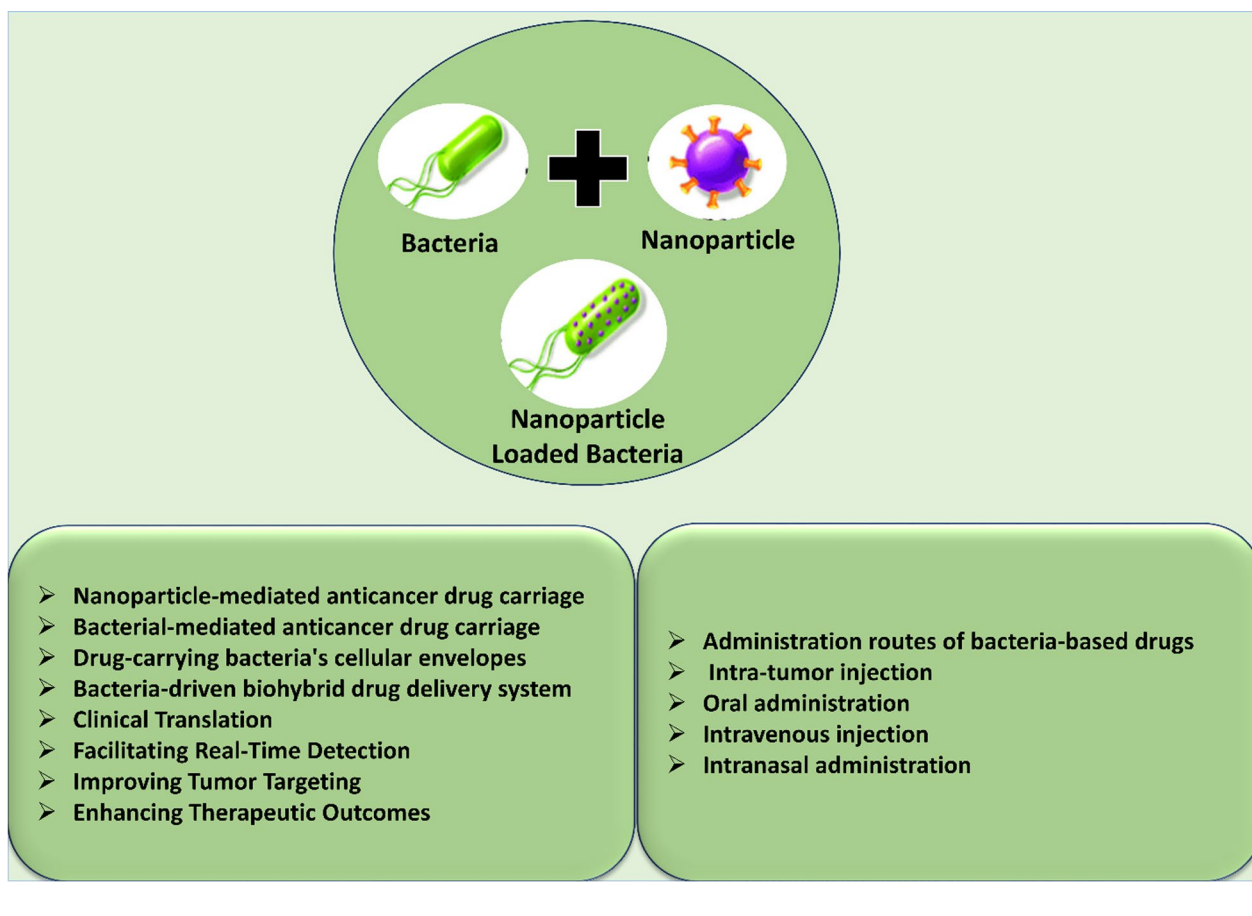 Bacteria
Nanoparticle
Nanoparticle
Loaded Bacteria
➢ Nanoparticle-mediated anticancer drug carriage
➢ Bacterial-mediated anticancer drug carriage
➢ Drug-carrying bacteria's cellular envelopes
➢ Bacteria-driven biohybrid drug delivery system
➢ Clinical Translation
➢ Facilitating Real-Time Detection
➢ Improving Tumor Targeting
➢ Enhancing Therapeutic Outcomes
➢ Administration routes of bacteria-based drugs
➢ Intra-tumor injection
➢ Oral administration
➢ Intravenous injection
➢ Intranasal administration